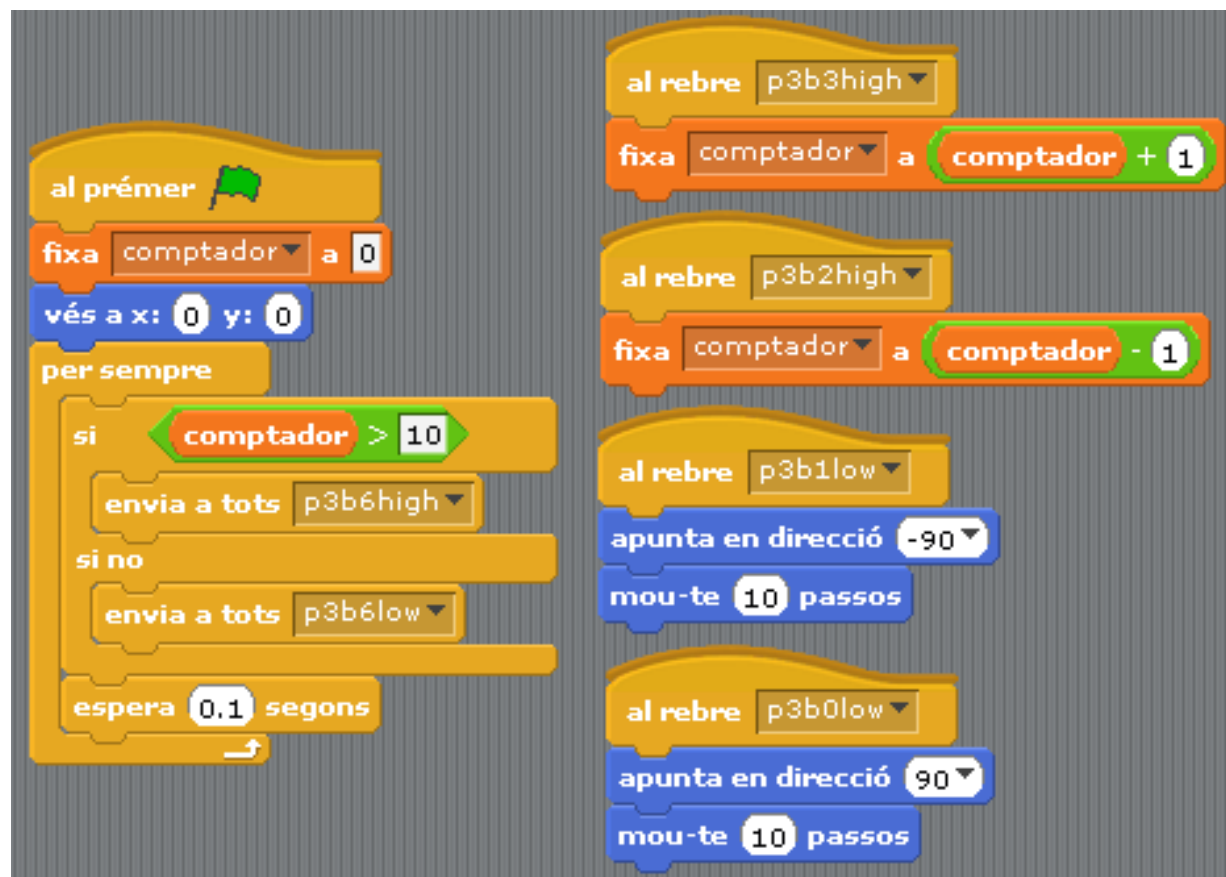 al prémer
fixa comptador a 0
vés a x: 0 y: 0
per sempre
si comptador > 10
envia a tots p3b6high
si no
envia a tots p3b6low
espera 0.1 segons
al rebre p3b3high
fixa comptador a comptador + 1
al rebre p3b2high
fixa comptador a comptador - 1
al rebre p3b1low
apunta en direcció -90
mou-te 10 passos
al rebre p3b0low
apunta en direcció 90
mou-te 10 passos